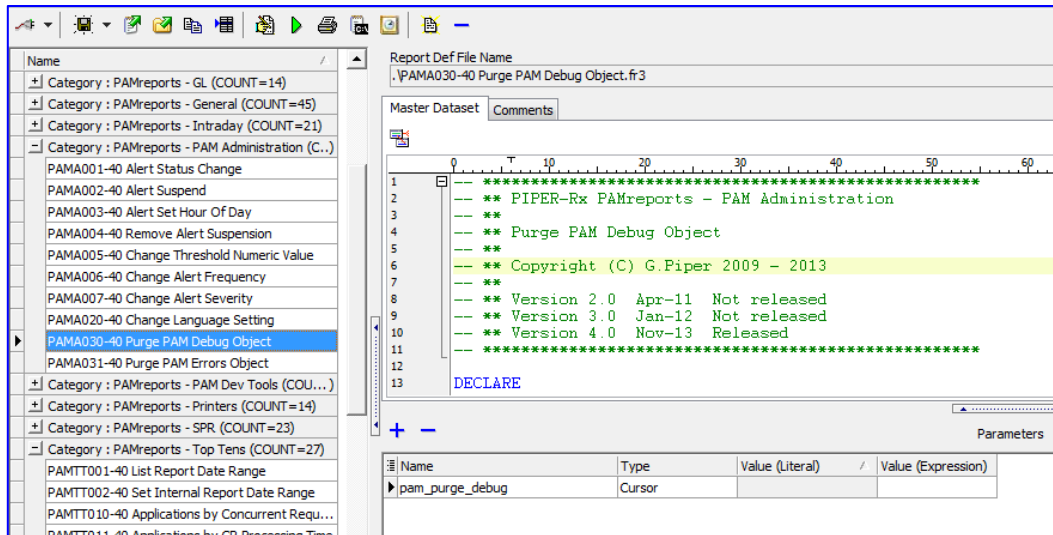 Name
Category : PAMreports - GL (COUNT=14)
Category : PAMreports - General (COUNT=45)
Category : PAMreports - Intraday (COUNT=21)
Category : PAMreports - PAM Administration (C..)
PAMA001-40 Alert Status Change
PAMA002-40 Alert Suspend
PAMA003-40 Alert Set Hour Of Day
PAMA004-40 Remove Alert Suspension
PAMA005-40 Change Threshold Numeric Value
PAMA006-40 Change Alert Frequency
PAMA007-40 Change Alert Severity
PAMA020-40 Change Language Setting
PAMA030-40 Purge PAM Debug Object
PAMA031-40 Purge PAM Errors Object
Category : PAMreports - PAM Dev Tools (COU...)
Category : PAMreports - Printers (COUNT=14)
Category : PAMreports - SPR (COUNT=23)
Category : PAMreports - Top Tens (COUNT=27)
PAMTT001-40 List Report Date Range
PAMTT002-40 Set Internal Report Date Range
PAMTT010-40 Applications by Concurrent Requ...
PAMTT011-40 Applications by CP Processing Time
Report Def File Name
.\PAMA030-40 Purge PAM Debug Object.fr3
Master Dataset Comments
0 10 20 30 40 50 60
1 -- ****************************************************
2 -- ** PIPER-Rx PAMreports - PAM Administration
3 -- **
4 -- ** Purge PAM Debug Object
5 -- **
6 -- ** Copyright (C) G.Piper 2009 - 2013
7 -- **
8 -- ** Version 2.0 Apr-11 Not released
9 -- ** Version 3.0 Jan-12 Not released
10 -- ** Version 4.0 Nov-13 Released
11 -- ****************************************************
12
13 DECLARE
Parameters
Name Type Value (Literal) Value (Expression)
pam_purge_debug Cursor